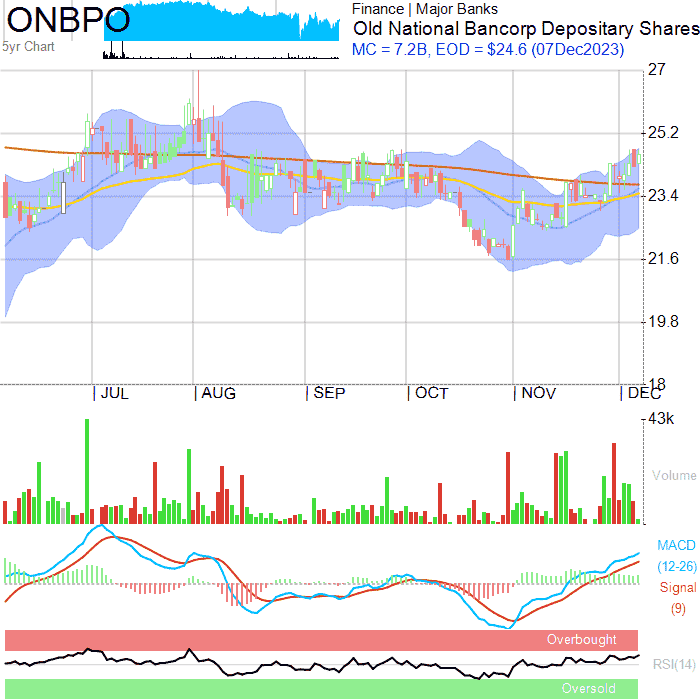 ONBPO
5yr Chart
Finance | Major Banks
Old National Bancorp Depositary Shares
MC = 7.2B, EOD = $24.6 (07Dec2023)
27
25.2
23.4
21.6
19.8
18
JUL AUG SEP OCT NOV DEC
43k
Volume
MACD
(12-26)
Signal
(9)
Overbought
RSI(14)
Oversold